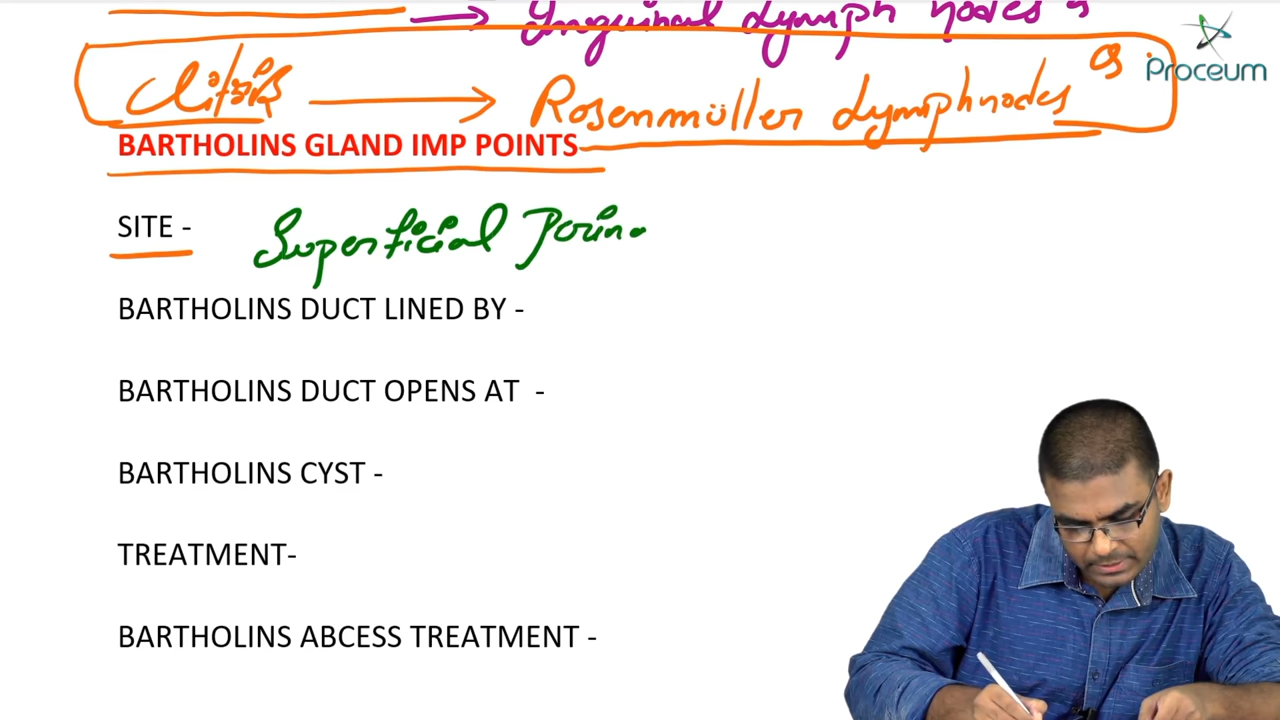 Inguinal Lymph nodes
Proceum
Clitoris → Rosenmüller Lymphnodes
BARTHOLINS GLAND IMP POINTS
SITE - Superficial Perine
BARTHOLINS DUCT LINED BY -
BARTHOLINS DUCT OPENS AT -
BARTHOLINS CYST -
TREATMENT-
BARTHOLINS ABCESS TREATMENT -